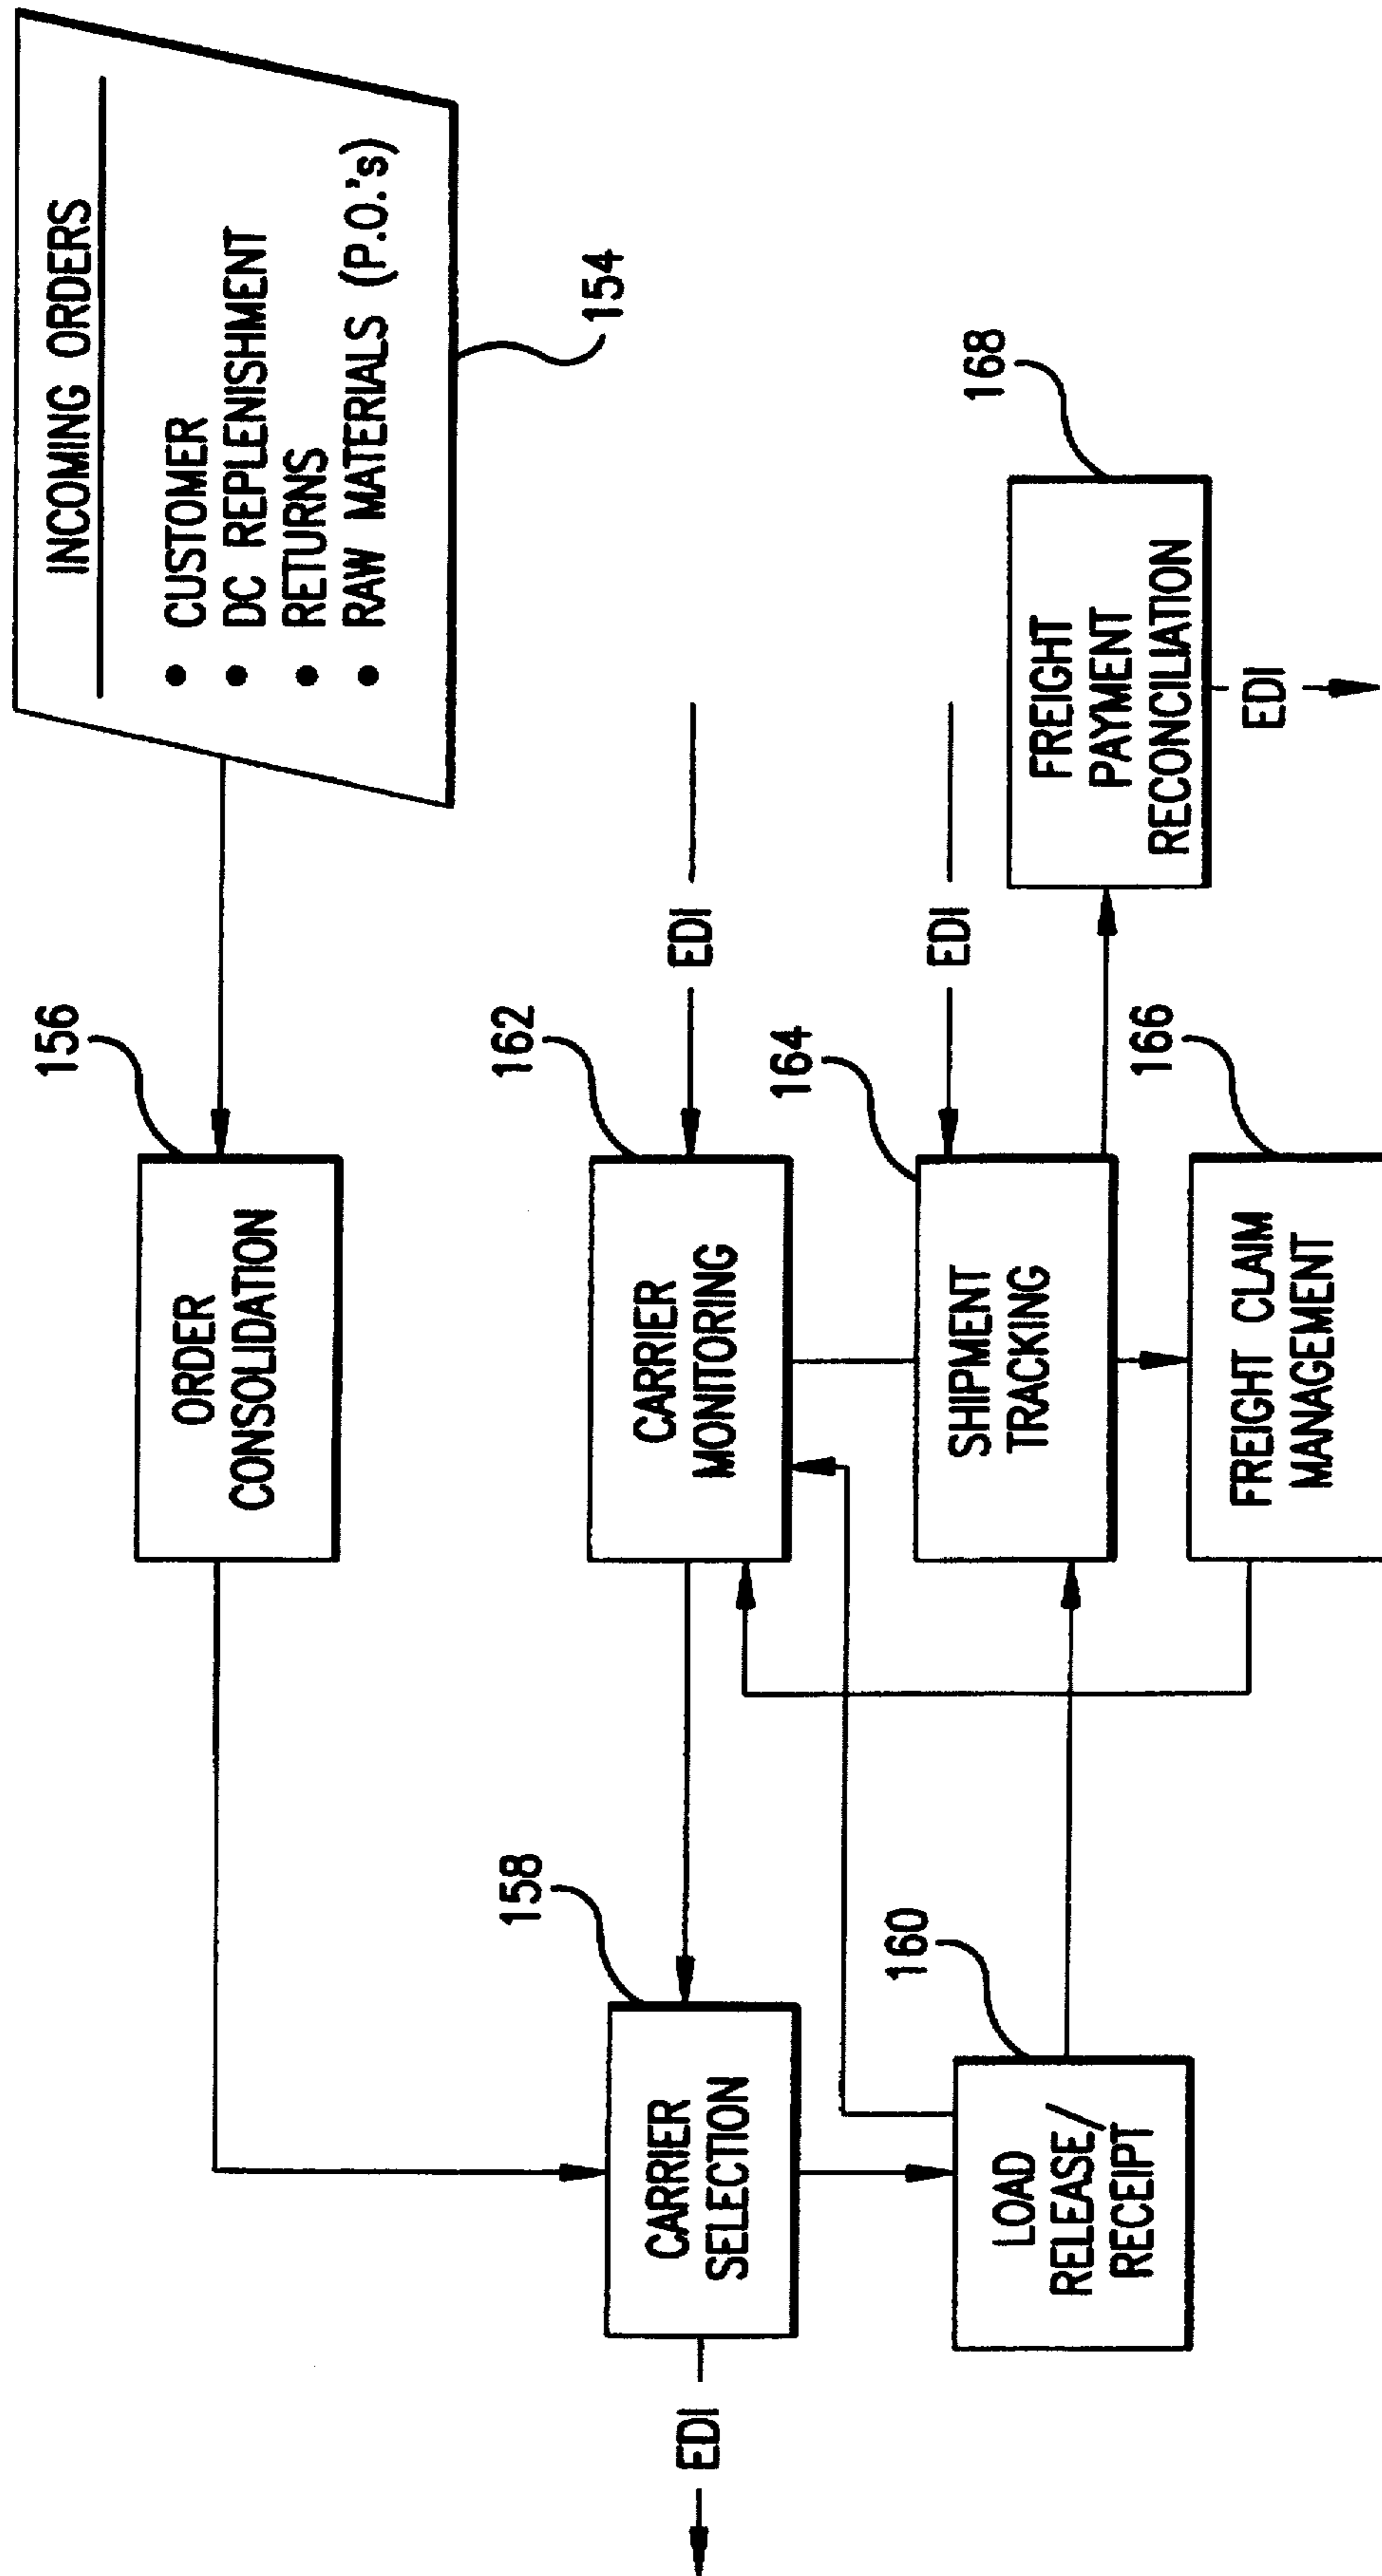 INCOMING ORDERS
• CUSTOMER
• DC REPLENISHMENT
• RETURNS
• RAW MATERIALS (P.O.'s)
154
156
ORDER
CONSOLIDATION
158
CARRIER
SELECTION
EDI
162
CARRIER
MONITORING
EDI
160
LOAD
RELEASE/
RECEIPT
164
SHIPMENT
TRACKING
EDI
168
FREIGHT
PAYMENT
RECONCILIATION
EDI
166
FREIGHT CLAIM
MANAGEMENT